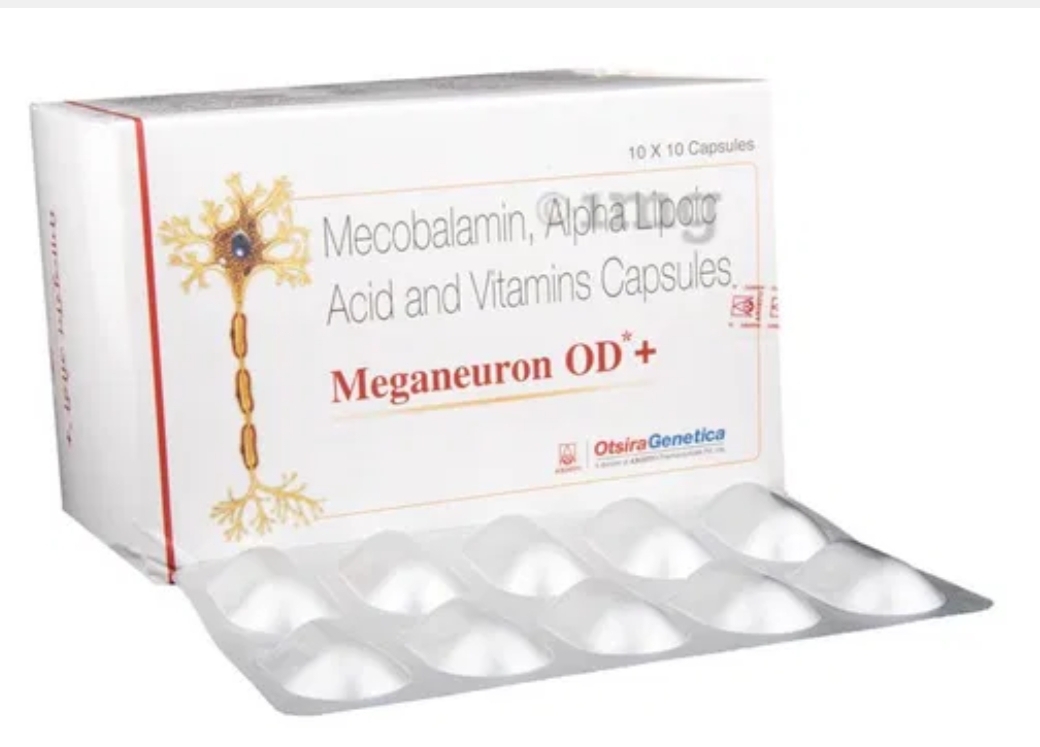 10 X 10 Capsules
Mecobalamin, Alpha Lipoic
Acid and Vitamins Capsules
Meganeuron OD*+
OtsiraGenetica